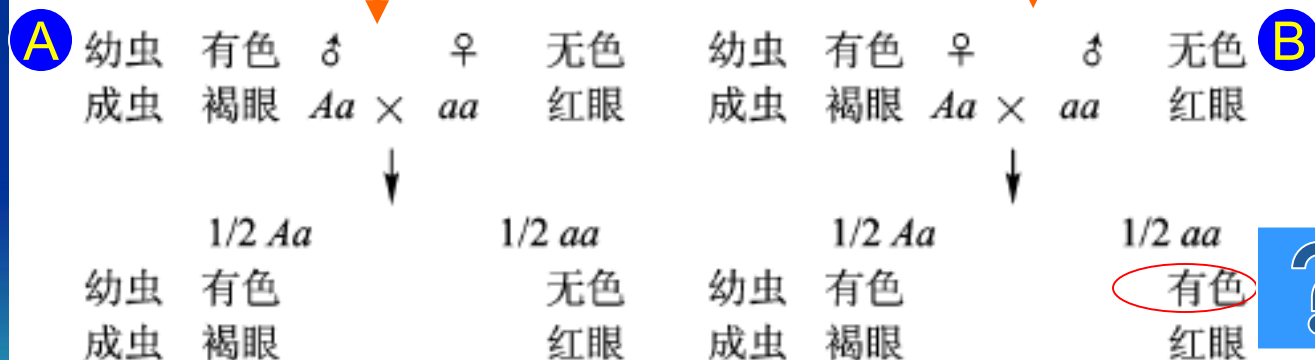 A 幼虫 有色 ♂ ♀ 无色 幼虫 有色 ♀ ♂ 无色 B
成虫 褐眼 Aa × aa 红眼 成虫 褐眼 Aa × aa 红眼
1/2 Aa 1/2 aa 1/2 Aa 1/2 aa
幼虫 有色 无色 幼虫 有色 有色 ?
成虫 褐眼 红眼 成虫 褐眼 红眼